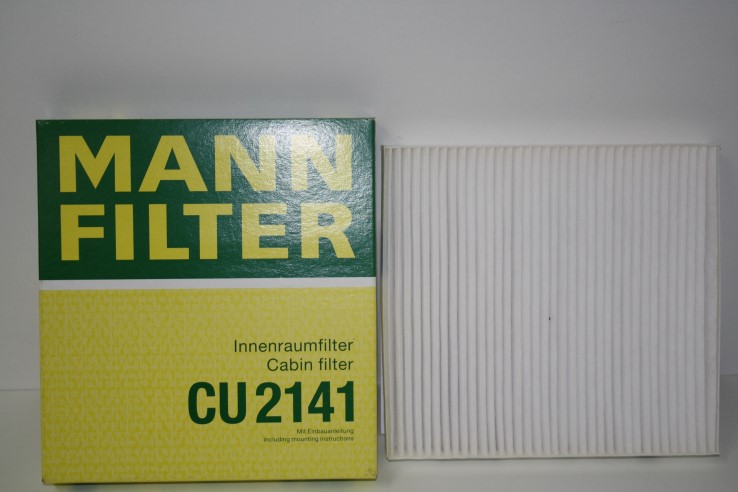 MANN
FILTER
Innenraumfilter
Cabin filter
CU 2141
Mit Einbauanleitung
Including mounting instructions